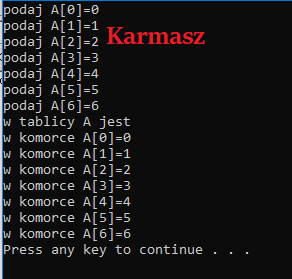 podaj A[0]=0
podaj A[1]=1
Karmasz
podaj A[2]=2
podaj A[3]=3
podaj A[4]=4
podaj A[5]=5
podaj A[6]=6
w tablicy A jest
w komorce A[0]=0
w komorce A[1]=1
w komorce A[2]=2
w komorce A[3]=3
w komorce A[4]=4
w komorce A[5]=5
w komorce A[6]=6
Press any key to continue . . .